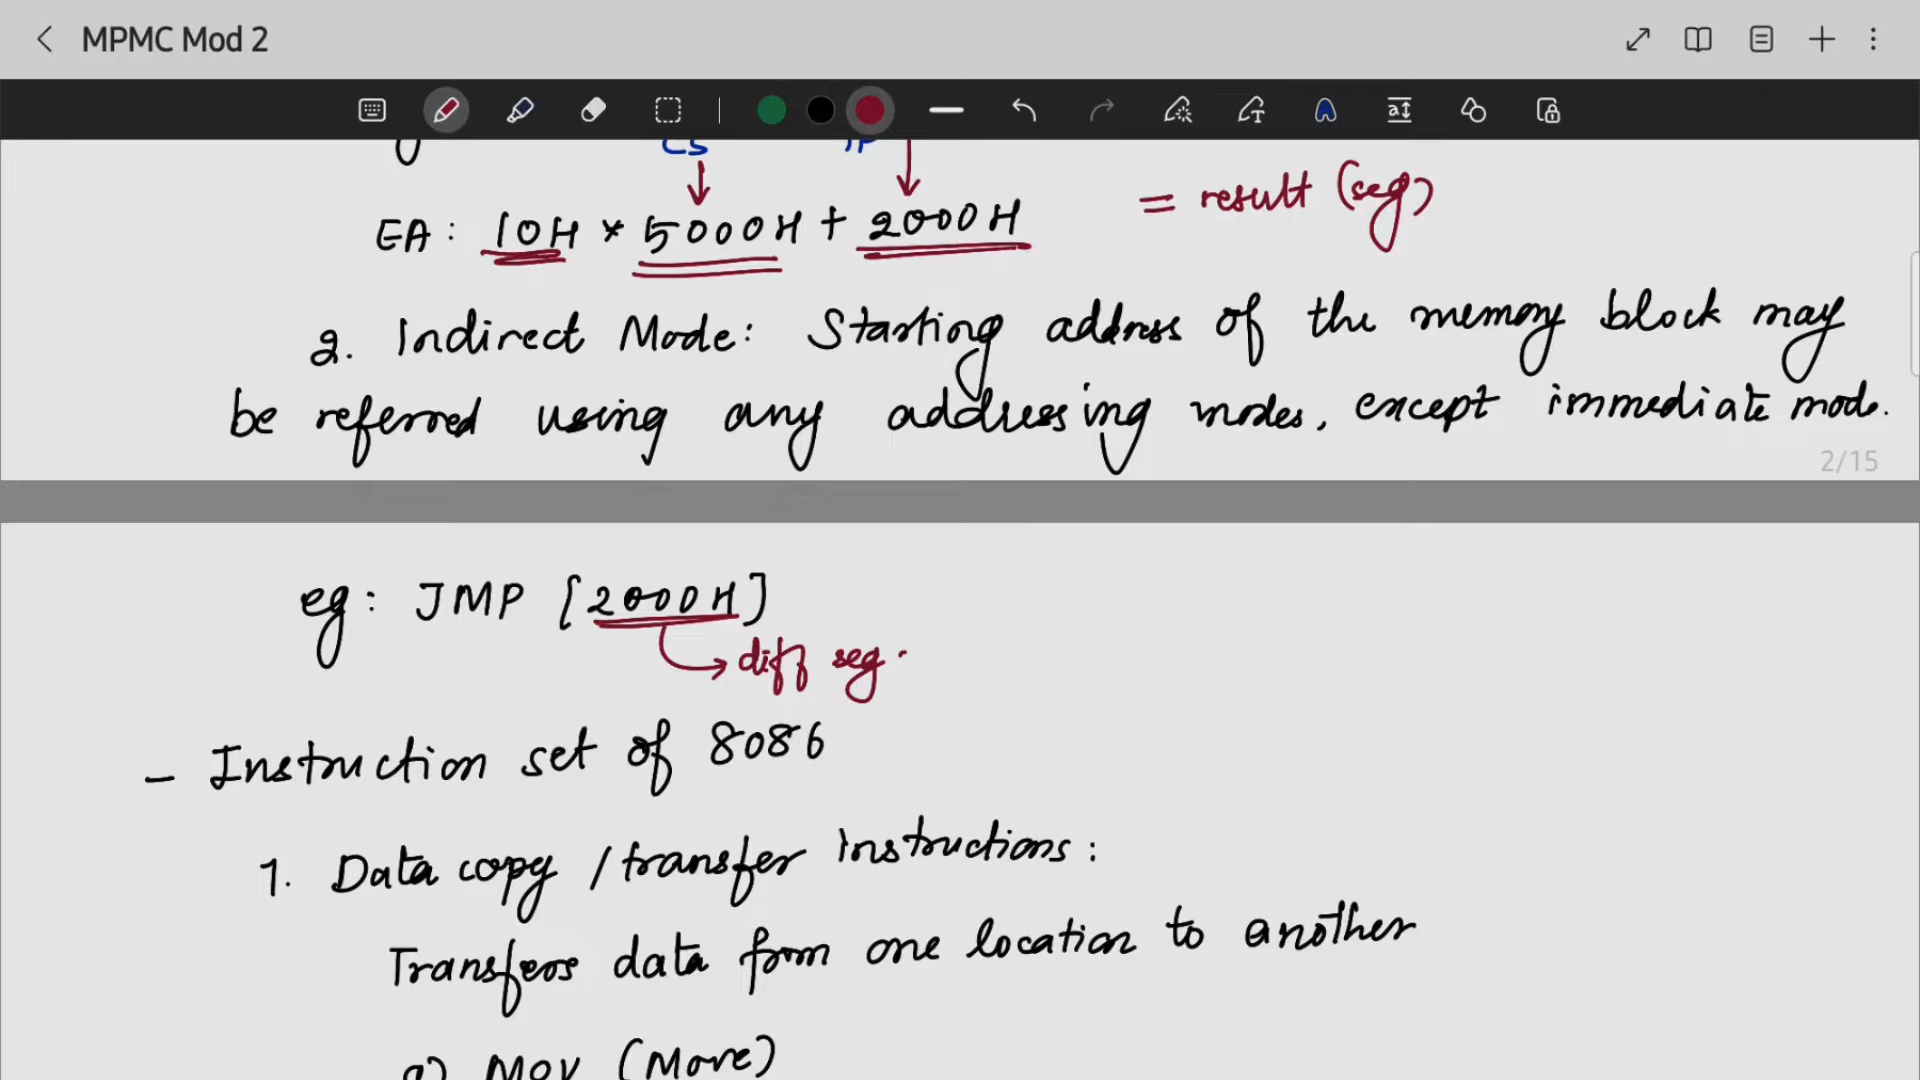 MPMC Mod 2
CS IP
EA: 10H * 5000H + 2000H = result (seg)
2. Indirect Mode: Starting address of the memory block may
be referred using any addressing modes, except immediate mode.
2/15
eg: JMP [2000H]
diff seg.
- Instruction set of 8086
1. Data copy / transfer instructions:
Transfers data from one location to another
a) MOV (Move)